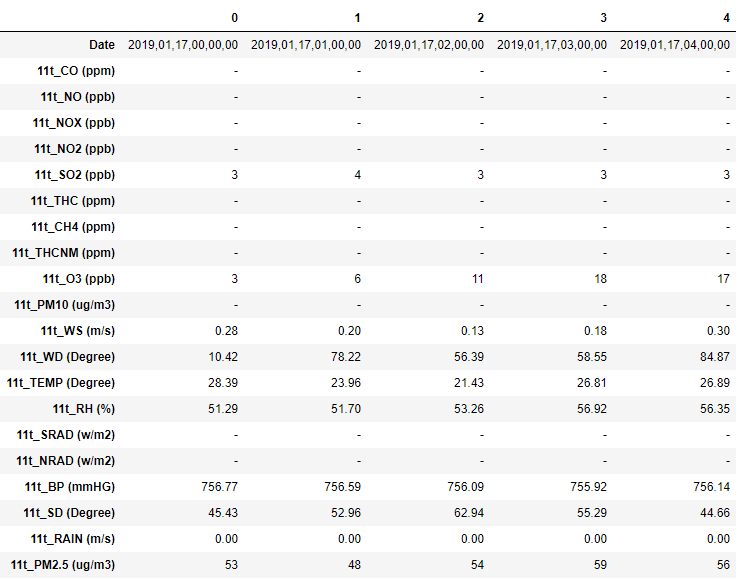 0 1 2 3 4
Date 2019,01,17,00,00,00 2019,01,17,01,00,00 2019,01,17,02,00,00 2019,01,17,03,00,00 2019,01,17,04,00,00
11t_CO (ppm) - - - - -
11t_NO (ppb) - - - - -
11t_NOX (ppb) - - - - -
11t_NO2 (ppb) - - - - -
11t_SO2 (ppb) 3 4 3 3 3
11t_THC (ppm) - - - - -
11t_CH4 (ppm) - - - - -
11t_THCNM (ppm) - - - - -
11t_O3 (ppb) 3 6 11 18 17
11t_PM10 (ug/m3) - - - - -
11t_WS (m/s) 0.28 0.20 0.13 0.18 0.30
11t_WD (Degree) 10.42 78.22 56.39 58.55 84.87
11t_TEMP (Degree) 28.39 23.96 21.43 26.81 26.89
11t_RH (%) 51.29 51.70 53.26 56.92 56.35
11t_SRAD (w/m2) - - - - -
11t_NRAD (w/m2) - - - - -
11t_BP (mmHG) 756.77 756.59 756.09 755.92 756.14
11t_SD (Degree) 45.43 52.96 62.94 55.29 44.66
11t_RAIN (m/s) 0.00 0.00 0.00 0.00 0.00
11t_PM2.5 (ug/m3) 53 48 54 59 56